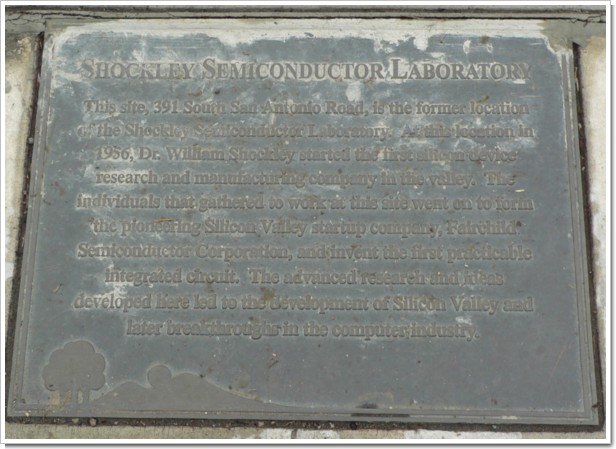 SHOCKLEY SEMICONDUCTOR LABORATORY
This site, 391 South San Antonio Road, is the former location
of The Shockley Semiconductor Laboratory. At this location in
1956, Dr. William Shockley started the first silicon device
research and manufacturing company in the valley. The
individuals that gathered to work at this site went on to form
the pioneering Silicon Valley startup company, Fairchild
Semiconductor Corporation, and invent the first practicable
integrated circuit. The advanced research and ideas
developed here led to the development of Silicon Valley and
later breakthroughs in the computer industry.